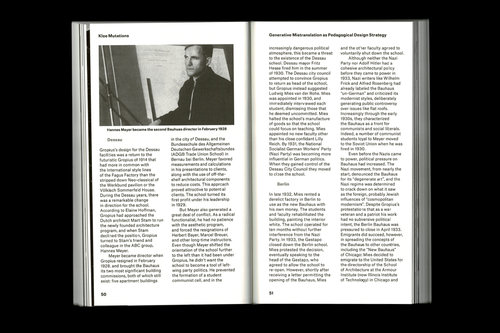 Kloe Mutations
Hannes Meyer became the second Bauhaus director in February 1928
Dessau
Gropius's design for the Dessau
facilities was a return to the
futuristic Gropius of 1914 that
had more in common with
the International style lines
of the Fagus Factory than the
stripped down Neo-classical of
the Werkbund pavilion or the
Völkisch Sommerfeld House.
During the Dessau years, there
was a remarkable change
in direction for the school.
According to Elaine Hoffman,
Gropius had approached the
Dutch architect Mart Stam to run
the newly founded architecture
program, and when Stam
declined the position, Gropius
turned to Stam's friend and
colleague in the ABC group,
Hannes Meyer.
Meyer became director when
Gropius resigned in February
1928, and brought the Bauhaus
its two most significant building
commissions, both of which still
exist: five apartment buildings
in the city of Dessau, and the
Bundesschule des Allgemeinen
Deutschen Gewerkschaftsbundes
(ADGB Trade Union School) in
Bernau bei Berlin. Meyer favored
measurements and calculations
in his presentations to clients,
along with the use of off-the-
shelf architectural components
to reduce costs. This approach
proved attractive to potential
clients. The school turned its
first profit under his leadership
in 1929.
But Meyer also generated a
great deal of conflict. As a radical
functionalist, he had no patience
with the aesthetic program
and forced the resignations of
Herbert Bayer, Marcel Breuer,
and other long-time instructors.
Even though Meyer shifted the
orientation of the school further
to the left than it had been under
Gropius, he didn't want the
school to become a tool of left-
wing party politics. He prevented
the formation of a student
communist cell, and in the
50
Generative Mistranslation as Pedagogical Design Strategy
increasingly dangerous political
atmosphere, this became a threat
to the existence of the Dessau
school. Dessau mayor Fritz
Hesse fired him in the summer
of 1930. The Dessau city council
attempted to convince Gropius
to return as head of the school,
but Gropius instead suggested
Ludwig Mies van der Rohe. Mies
was appointed in 1930, and
immediately interviewed each
student, dismissing those that
he deemed uncommitted. Mies
halted the school's manufacture
of goods so that the school
could focus on teaching. Mies
appointed no new faculty other
than his close confidant Lilly
Reich. By 1931, the National
Socialist German Workers' Party
(Nazi Party) was becoming more
influential in German politics.
When they gained control of the
Dessau City Council they moved
to close the school.
Berlin
In late 1932, Mies rented a
derelict factory in Berlin to
use as the new Bauhaus with
his own money. The students
and faculty rehabilitated the
building, painting the interior
white. The school operated for
ten months without further
interference from the Nazi
Party. In 1933, the Gestapo
closed down the Berlin school.
Mies protested the decision,
eventually speaking to the
head of the Gestapo, who
agreed to allow the school to
re-open. However, shortly after
receiving a letter permitting the
opening of the Bauhaus, Mies
and the other faculty agreed to
voluntarily shut down the school.
Although neither the Nazi
Party nor Adolf Hitler had a
cohesive architectural policy
before they came to power in
1933, Nazi writers like Wilhelm
Frick and Alfred Rosenberg had
already labeled the Bauhaus
"un-German" and criticized its
modernist styles, deliberately
generating public controversy
over issues like flat roofs.
Increasingly through the early
1930s, they characterized
the Bauhaus as a front for
communists and social liberals.
Indeed, a number of communist
students loyal to Meyer moved
to the Soviet Union when he was
fired in 1930.
Even before the Nazis came
to power, political pressure on
Bauhaus had increased. The
Nazi movement, from nearly the
start, denounced the Bauhaus
for its "degenerate art", and the
Nazi regime was determined
to crack down on what it saw
as the foreign, probably Jewish
influences of "cosmopolitan
modernism". Despite Gropius's
protestations that as a war
veteran and a patriot his work
had no subversive political
intent, the Berlin Bauhaus was
pressured to close in April 1933.
Emigrants did succeed, however,
in spreading the concepts of
the Bauhaus to other countries,
including the "New Bauhaus"
of Chicago: Mies decided to
emigrate to the United States for
the directorship of the School
of Architecture at the Armour
Institute (now Illinois Institute
of Technology) in Chicago and
51